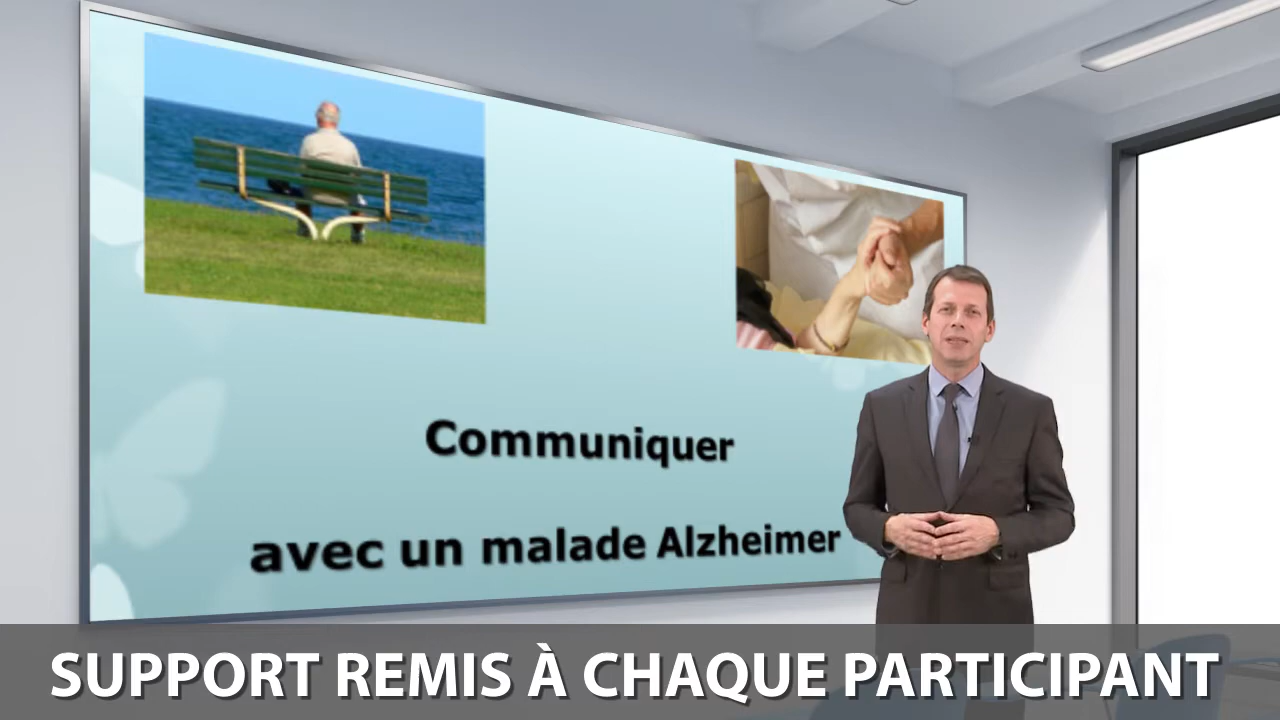 Communiquer
avec un malade Alzheimer
SUPPORT REMIS À CHAQUE PARTICIPANT